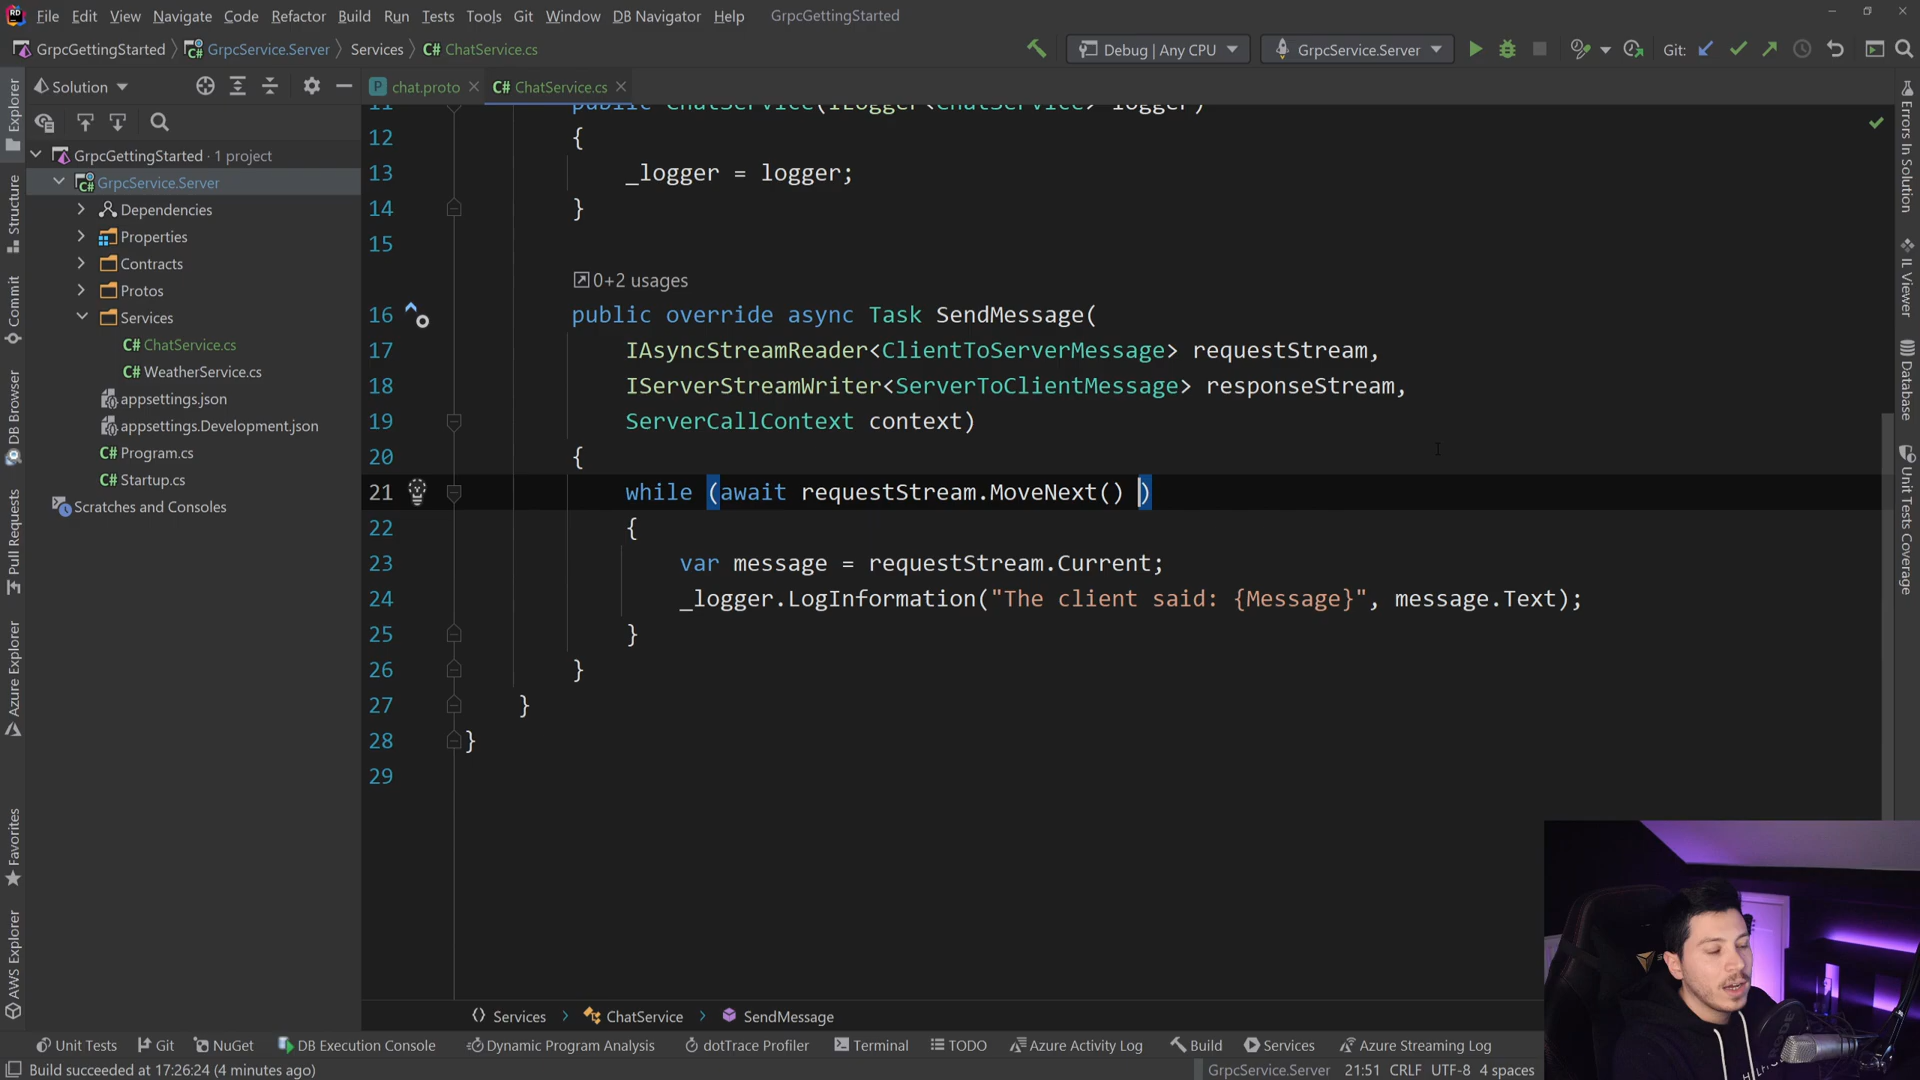 File Edit View Navigate Code Refactor Build Run Tests Tools Git Window DB Navigator Help GrpcGettingStarted
GrpcGettingStarted GrpcService.Server Services C# ChatService.cs Debug | Any CPU GrpcService.Server Git:
Solution chat.proto C# ChatService.cs
GrpcGettingStarted · 1 project
GrpcService.Server
Dependencies
Properties
Contracts
Protos
Services
C# ChatService.cs
C# WeatherService.cs
appsettings.json
appsettings.Development.json
C# Program.cs
C# Startup.cs
Scratches and Consoles
Explorer
Structure
Commit
DB Browser
Pull Requests
Azure Explorer
Favorites
AWS Explorer
11 public ChatService(ILogger<ChatService> logger)
12 {
13 _logger = logger;
14 }
15
0+2 usages
16 public override async Task SendMessage(
17 IAsyncStreamReader<ClientToServerMessage> requestStream,
18 IServerStreamWriter<ServerToClientMessage> responseStream,
19 ServerCallContext context)
20 {
21 while (await requestStream.MoveNext() )
22 {
23 var message = requestStream.Current;
24 _logger.LogInformation("The client said: {Message}", message.Text);
25 }
26 }
27 }
28 }
29
Errors In Solution
IL Viewer
Database
Unit Tests Coverage
Services ChatService SendMessage
Unit Tests Git NuGet DB Execution Console Dynamic Program Analysis dotTrace Profiler Terminal TODO Azure Activity Log Build Services Azure Streaming Log
Build succeeded at 17:26:24 (4 minutes ago) GrpcService.Server 21:51 CRLF UTF-8 4 spaces